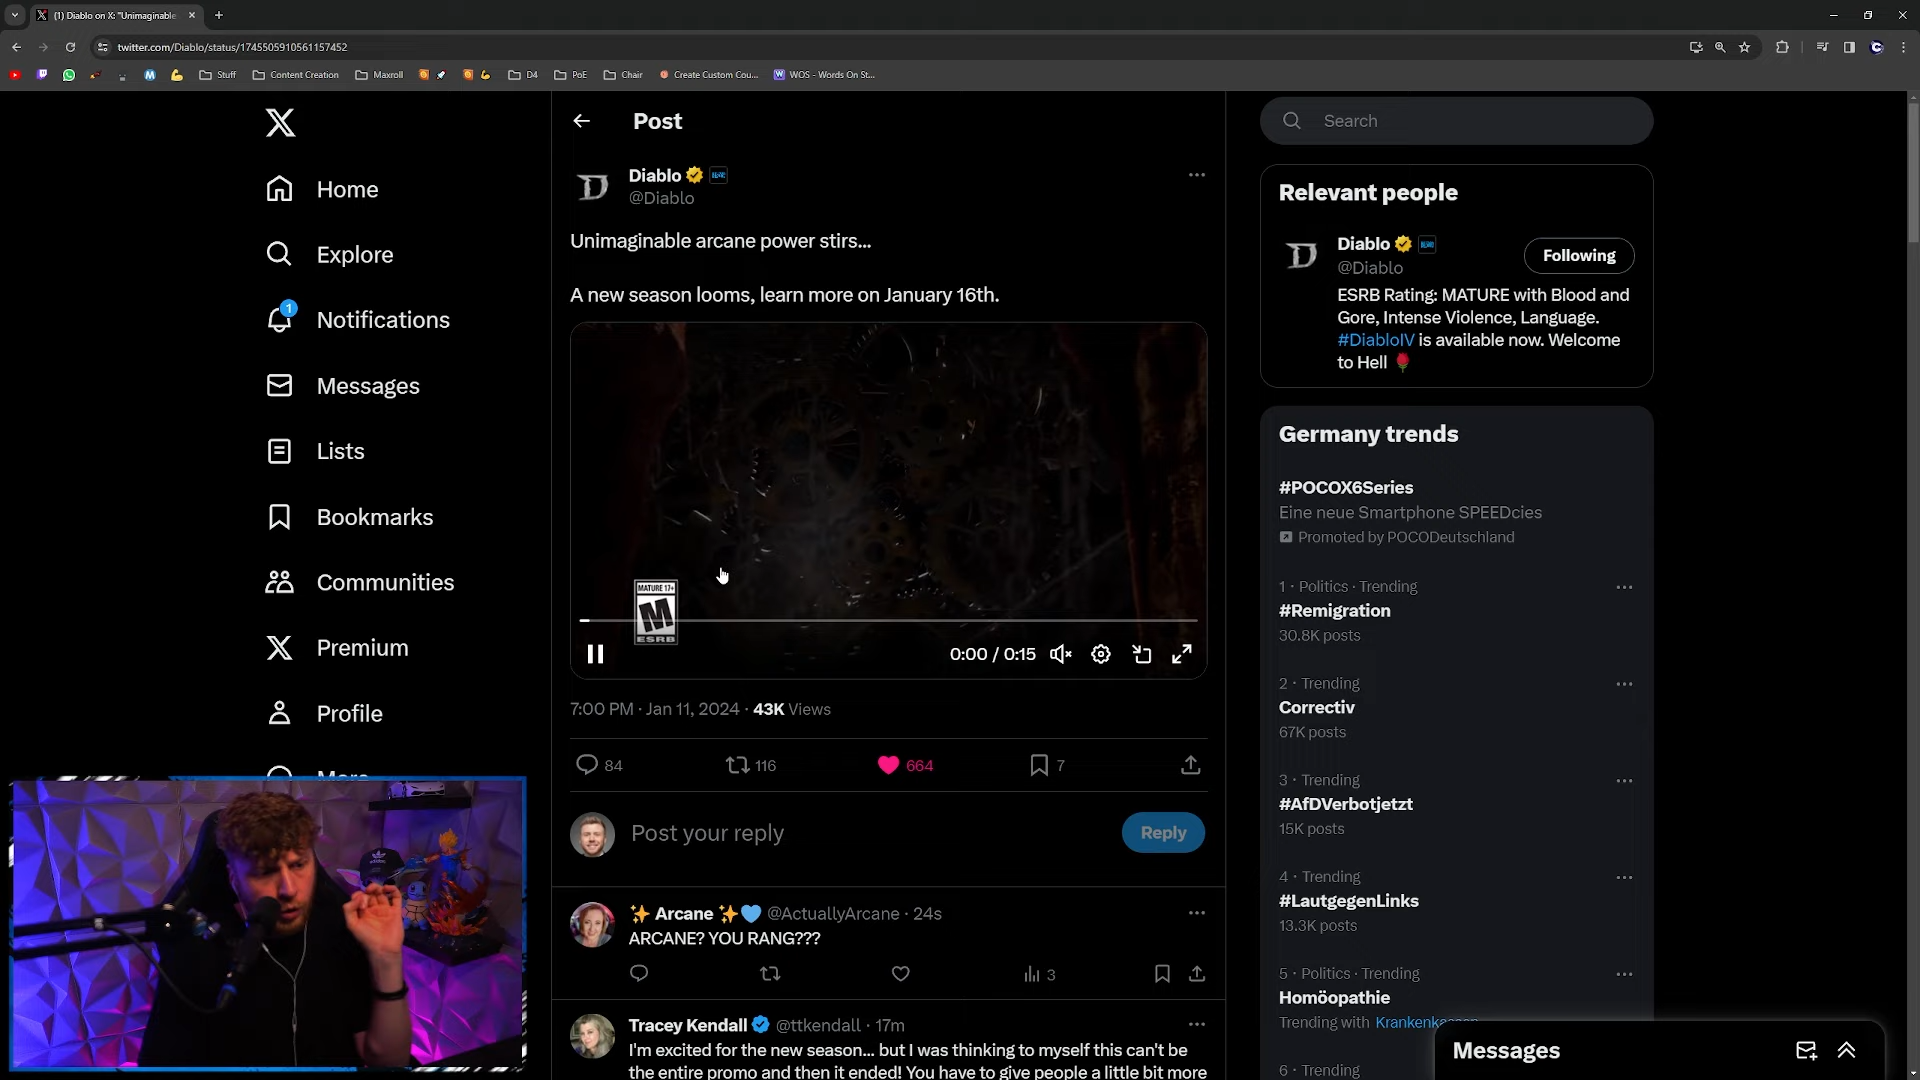 (1) Diablo on X: "Unimaginable
twitter.com/Diablo/status/1745505910561157452
Stuff
Content Creation
Maxroll
D4
PoE
Chair
Create Custom Cou...
WOS - Words On St...
Home
Explore
1
Notifications
Messages
Lists
Bookmarks
Communities
Premium
Profile
More
Post
Diablo
@Diablo
Unimaginable arcane power stirs...
A new season looms, learn more on January 16th.
MATURE 17+
M
ESRB
0:00 / 0:15
7:00 PM · Jan 11, 2024 · 43K Views
84
116
664
7
Post your reply
Reply
✨ Arcane ✨💙 @ActuallyArcane · 24s
ARCANE? YOU RANG???
3
Tracey Kendall @ttkendall · 17m
I'm excited for the new season... but I was thinking to myself this can't be
the entire promo and then it ended! You have to give people a little bit more
Search
Relevant people
Diablo
@Diablo
Following
ESRB Rating: MATURE with Blood and
Gore, Intense Violence, Language.
#DiabloIV is available now. Welcome
to Hell 🌹
Germany trends
#POCOX6Series
Eine neue Smartphone SPEEDcies
Promoted by POCODeutschland
1 · Politics · Trending
#Remigration
30.8K posts
2 · Trending
Correctiv
67K posts
3 · Trending
#AfDVerbotjetzt
15K posts
4 · Trending
#LautgegenLinks
13.3K posts
5 · Politics · Trending
Homöopathie
Trending with
6 · Trending
Messages